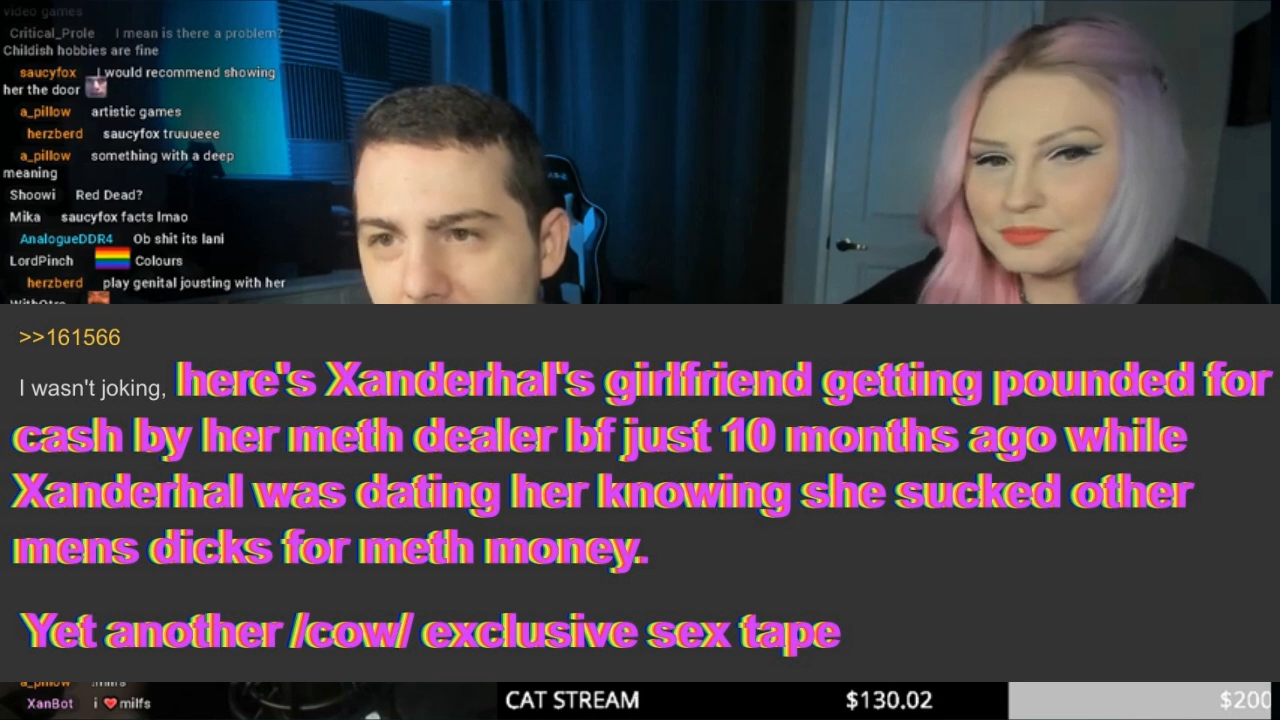 video games
Critical_Prole I mean is there a problem?
Childish hobbies are fine
saucyfox I would recommend showing
her the door
a_pillow artistic games
herzberd saucyfox truuueee
a_pillow something with a deep
meaning
Shoowi Red Dead?
Mika saucyfox facts lmao
AnalogueDDR4 Ob shit its lanl
LordPinch Colours
herzberd play genital jousting with her
>>161566
I wasn't joking, here's Xanderhal's girlfriend getting pounded for
cash by her meth dealer bf just 10 months ago while
Xanderhal was dating her knowing she sucked other
mens dicks for meth money.
Yet another /cow/ exclusive sex tape
a_pillow
XanBot i ❤ milfs
CAT STREAM $130.02 $200